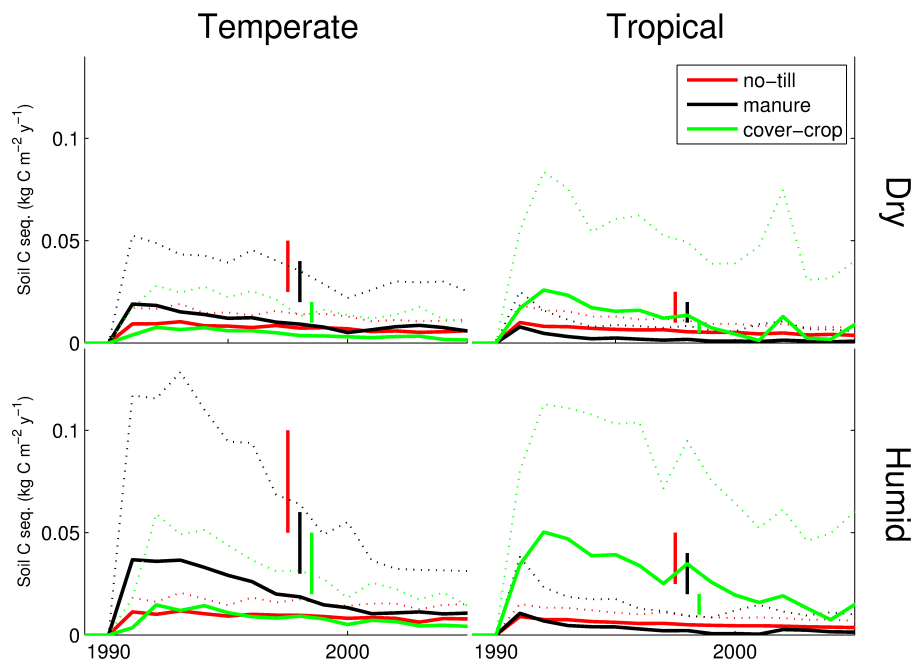 Temperate Tropical
no−till
manure
cover−crop
Soil C seq. (kg C m−2 y−1)
0.1
0.05
0
Dry
Soil C seq. (kg C m−2 y−1)
0.1
0.05
0
Humid
1990 2000 1990 2000